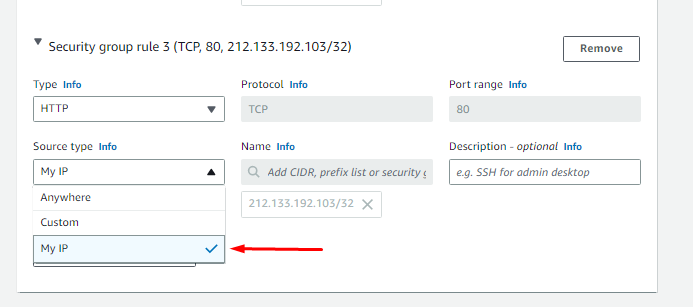 Security group rule 3 (TCP, 80, 212.133.192.103/32)
Remove
Type Info
Protocol Info
Port range Info
HTTP
TCP
80
Source type Info
Name Info
Description - optional Info
My IP
Add CIDR, prefix list or security g
e.g. SSH for admin desktop
Anywhere
212.133.192.103/32
Custom
My IP